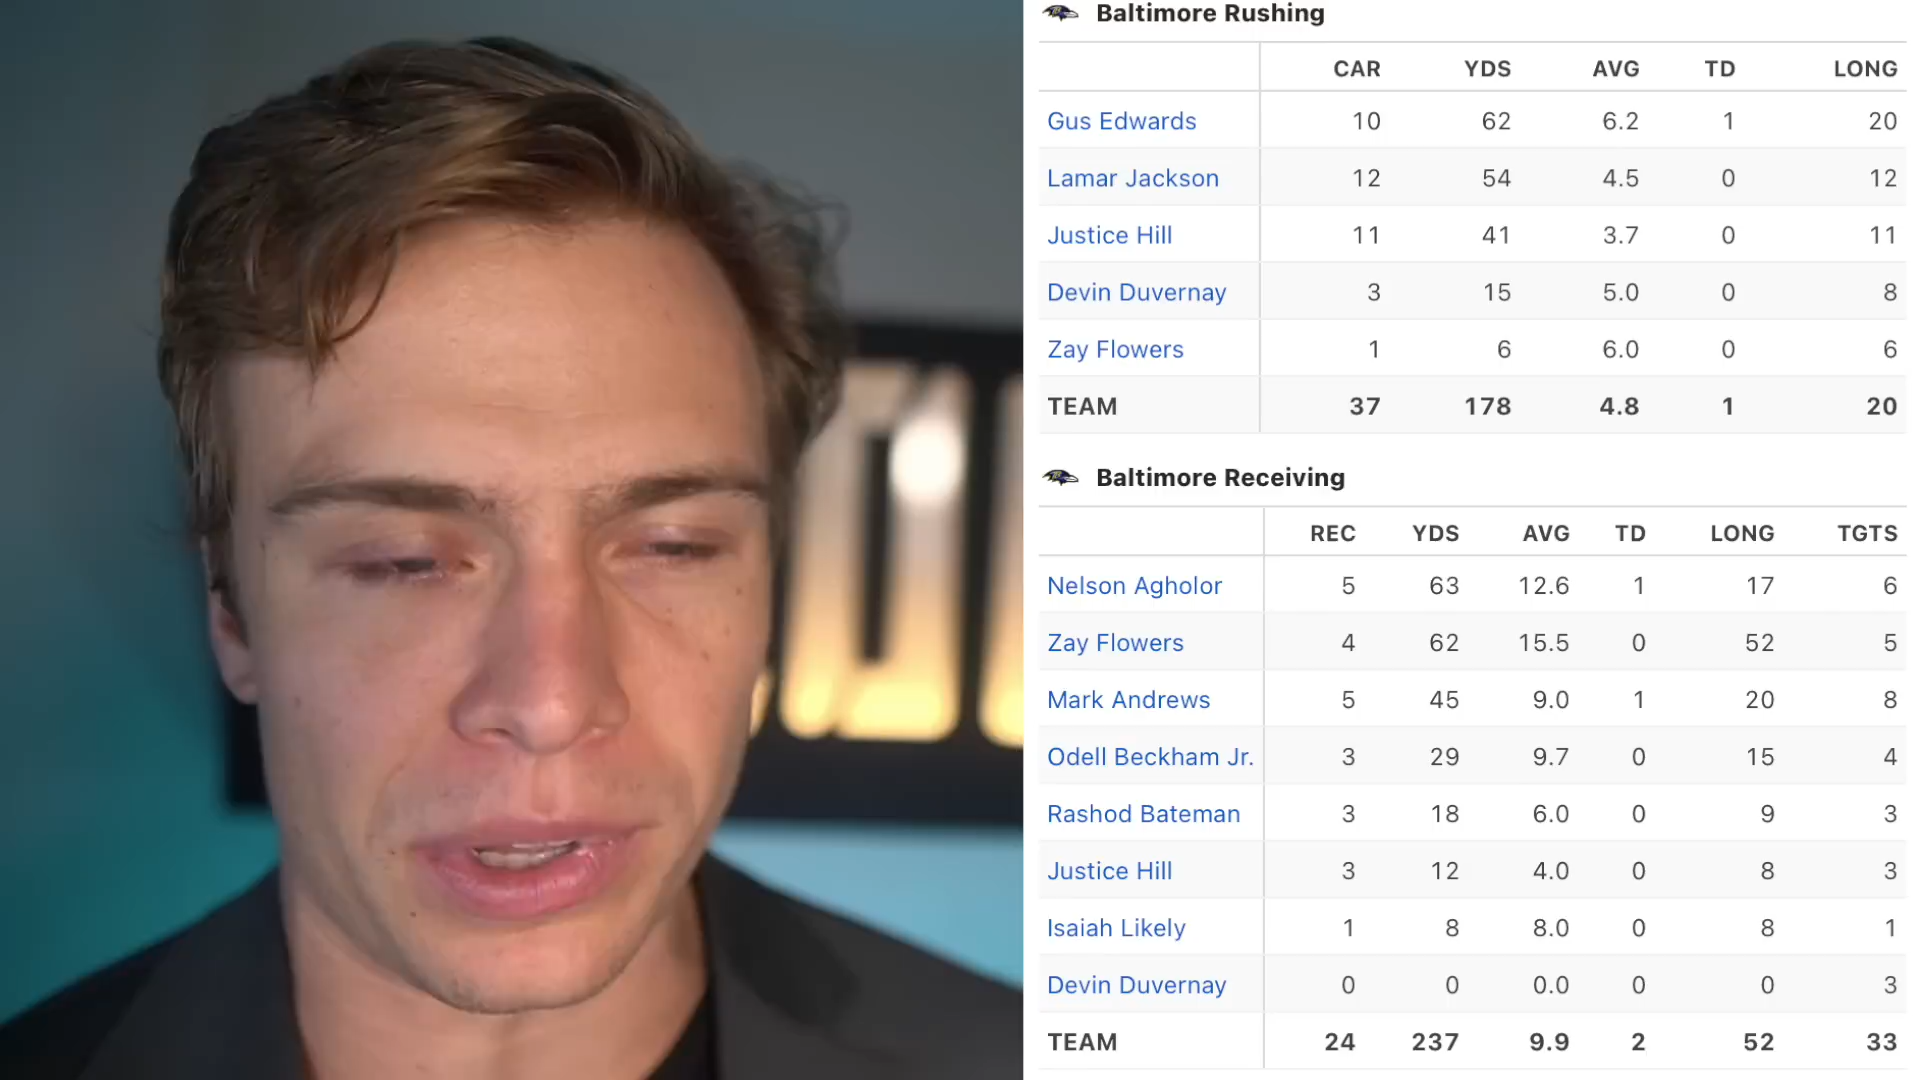 Baltimore Rushing
CAR YDS AVG TD LONG
Gus Edwards 10 62 6.2 1 20
Lamar Jackson 12 54 4.5 0 12
Justice Hill 11 41 3.7 0 11
Devin Duvernay 3 15 5.0 0 8
Zay Flowers 1 6 6.0 0 6
TEAM 37 178 4.8 1 20
Baltimore Receiving
REC YDS AVG TD LONG TGTS
Nelson Agholor 5 63 12.6 1 17 6
Zay Flowers 4 62 15.5 0 52 5
Mark Andrews 5 45 9.0 1 20 8
Odell Beckham Jr. 3 29 9.7 0 15 4
Rashod Bateman 3 18 6.0 0 9 3
Justice Hill 3 12 4.0 0 8 3
Isaiah Likely 1 8 8.0 0 8 1
Devin Duvernay 0 0 0.0 0 0 3
TEAM 24 237 9.9 2 52 33